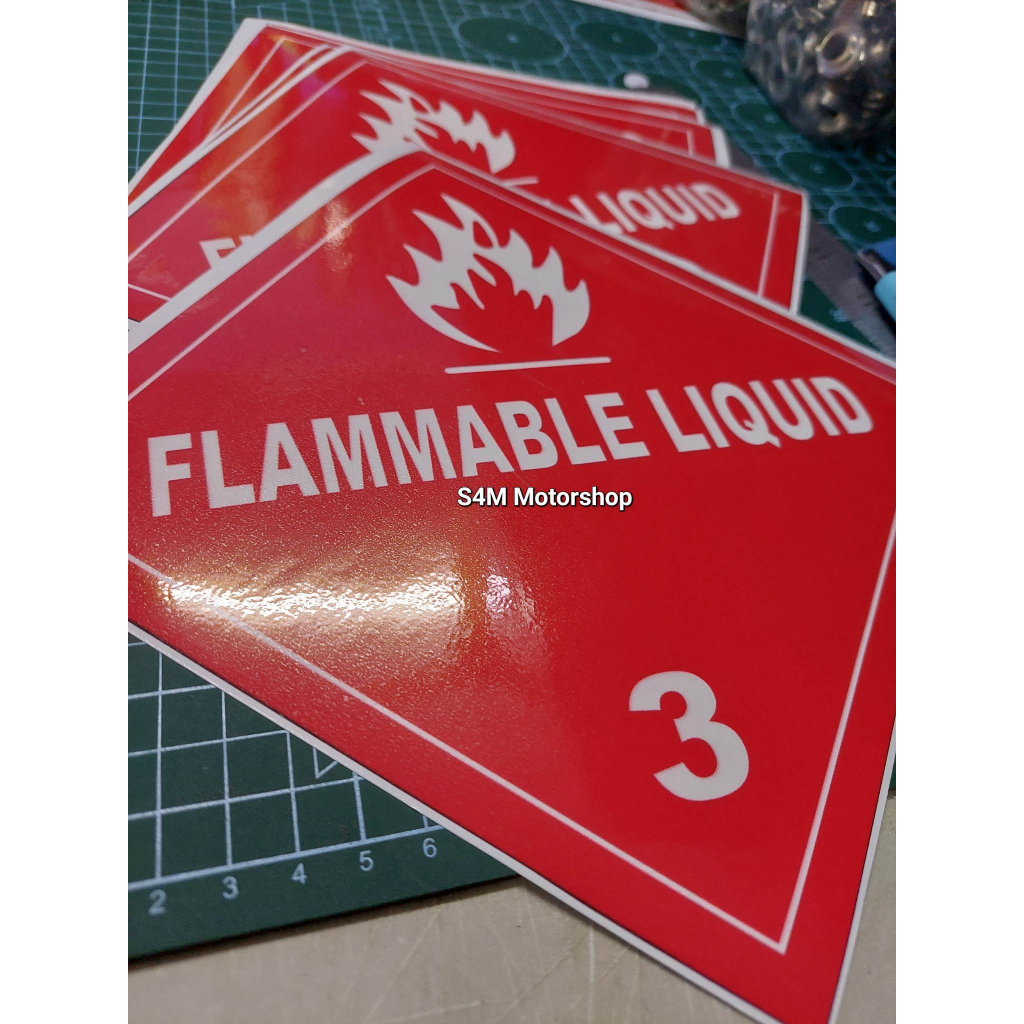 LIQUID
FLAMMABLE LIQUID
S4M Motorshop
3
2 3 4 5 6